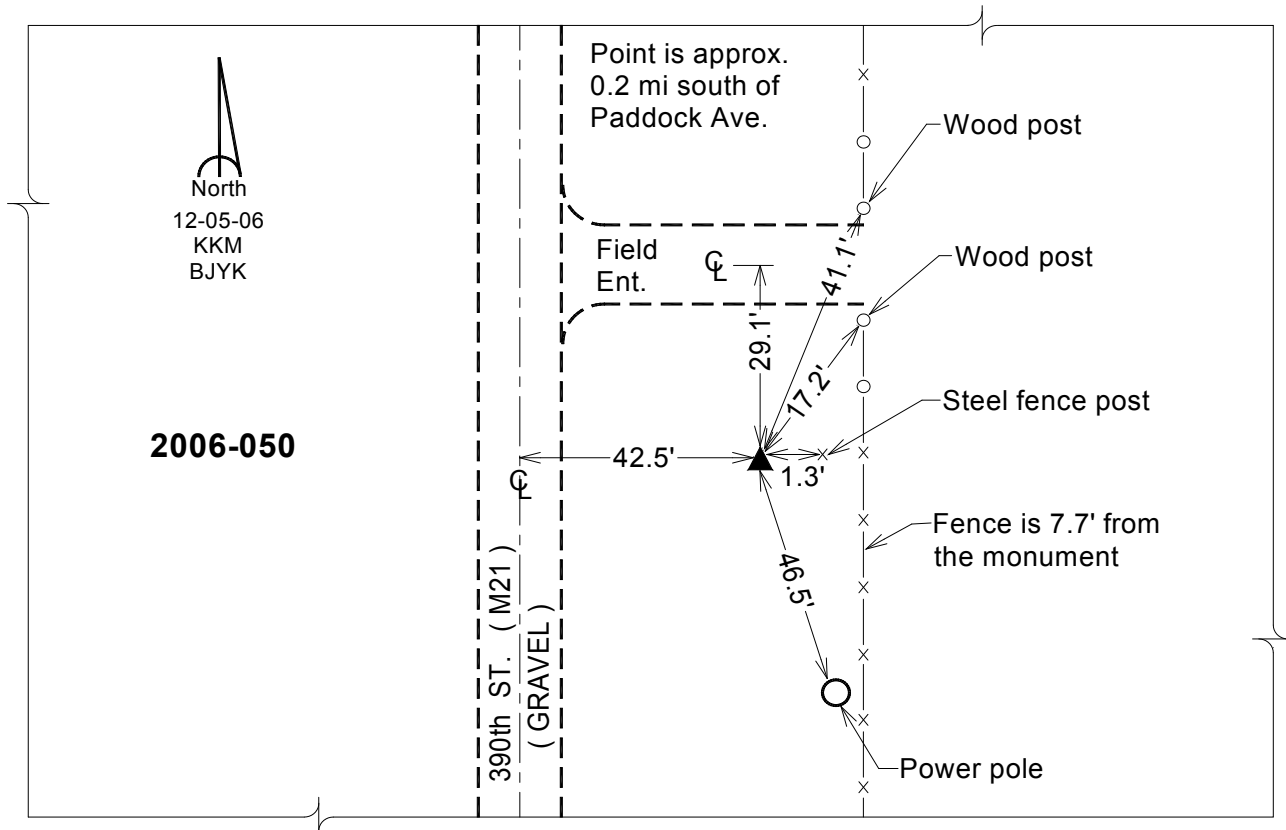 Point is approx.
0.2 mi south of
Paddock Ave.
Wood post
North
12-05-06
KKM
BJYK
Field
Ent.
CL
41.1'
Wood post
29.1'
17.2'
Steel fence post
2006-050
42.5'
1.3'
CL
Fence is 7.7' from
the monument
46.5'
390th ST. ( M21 )
( GRAVEL )
Power pole